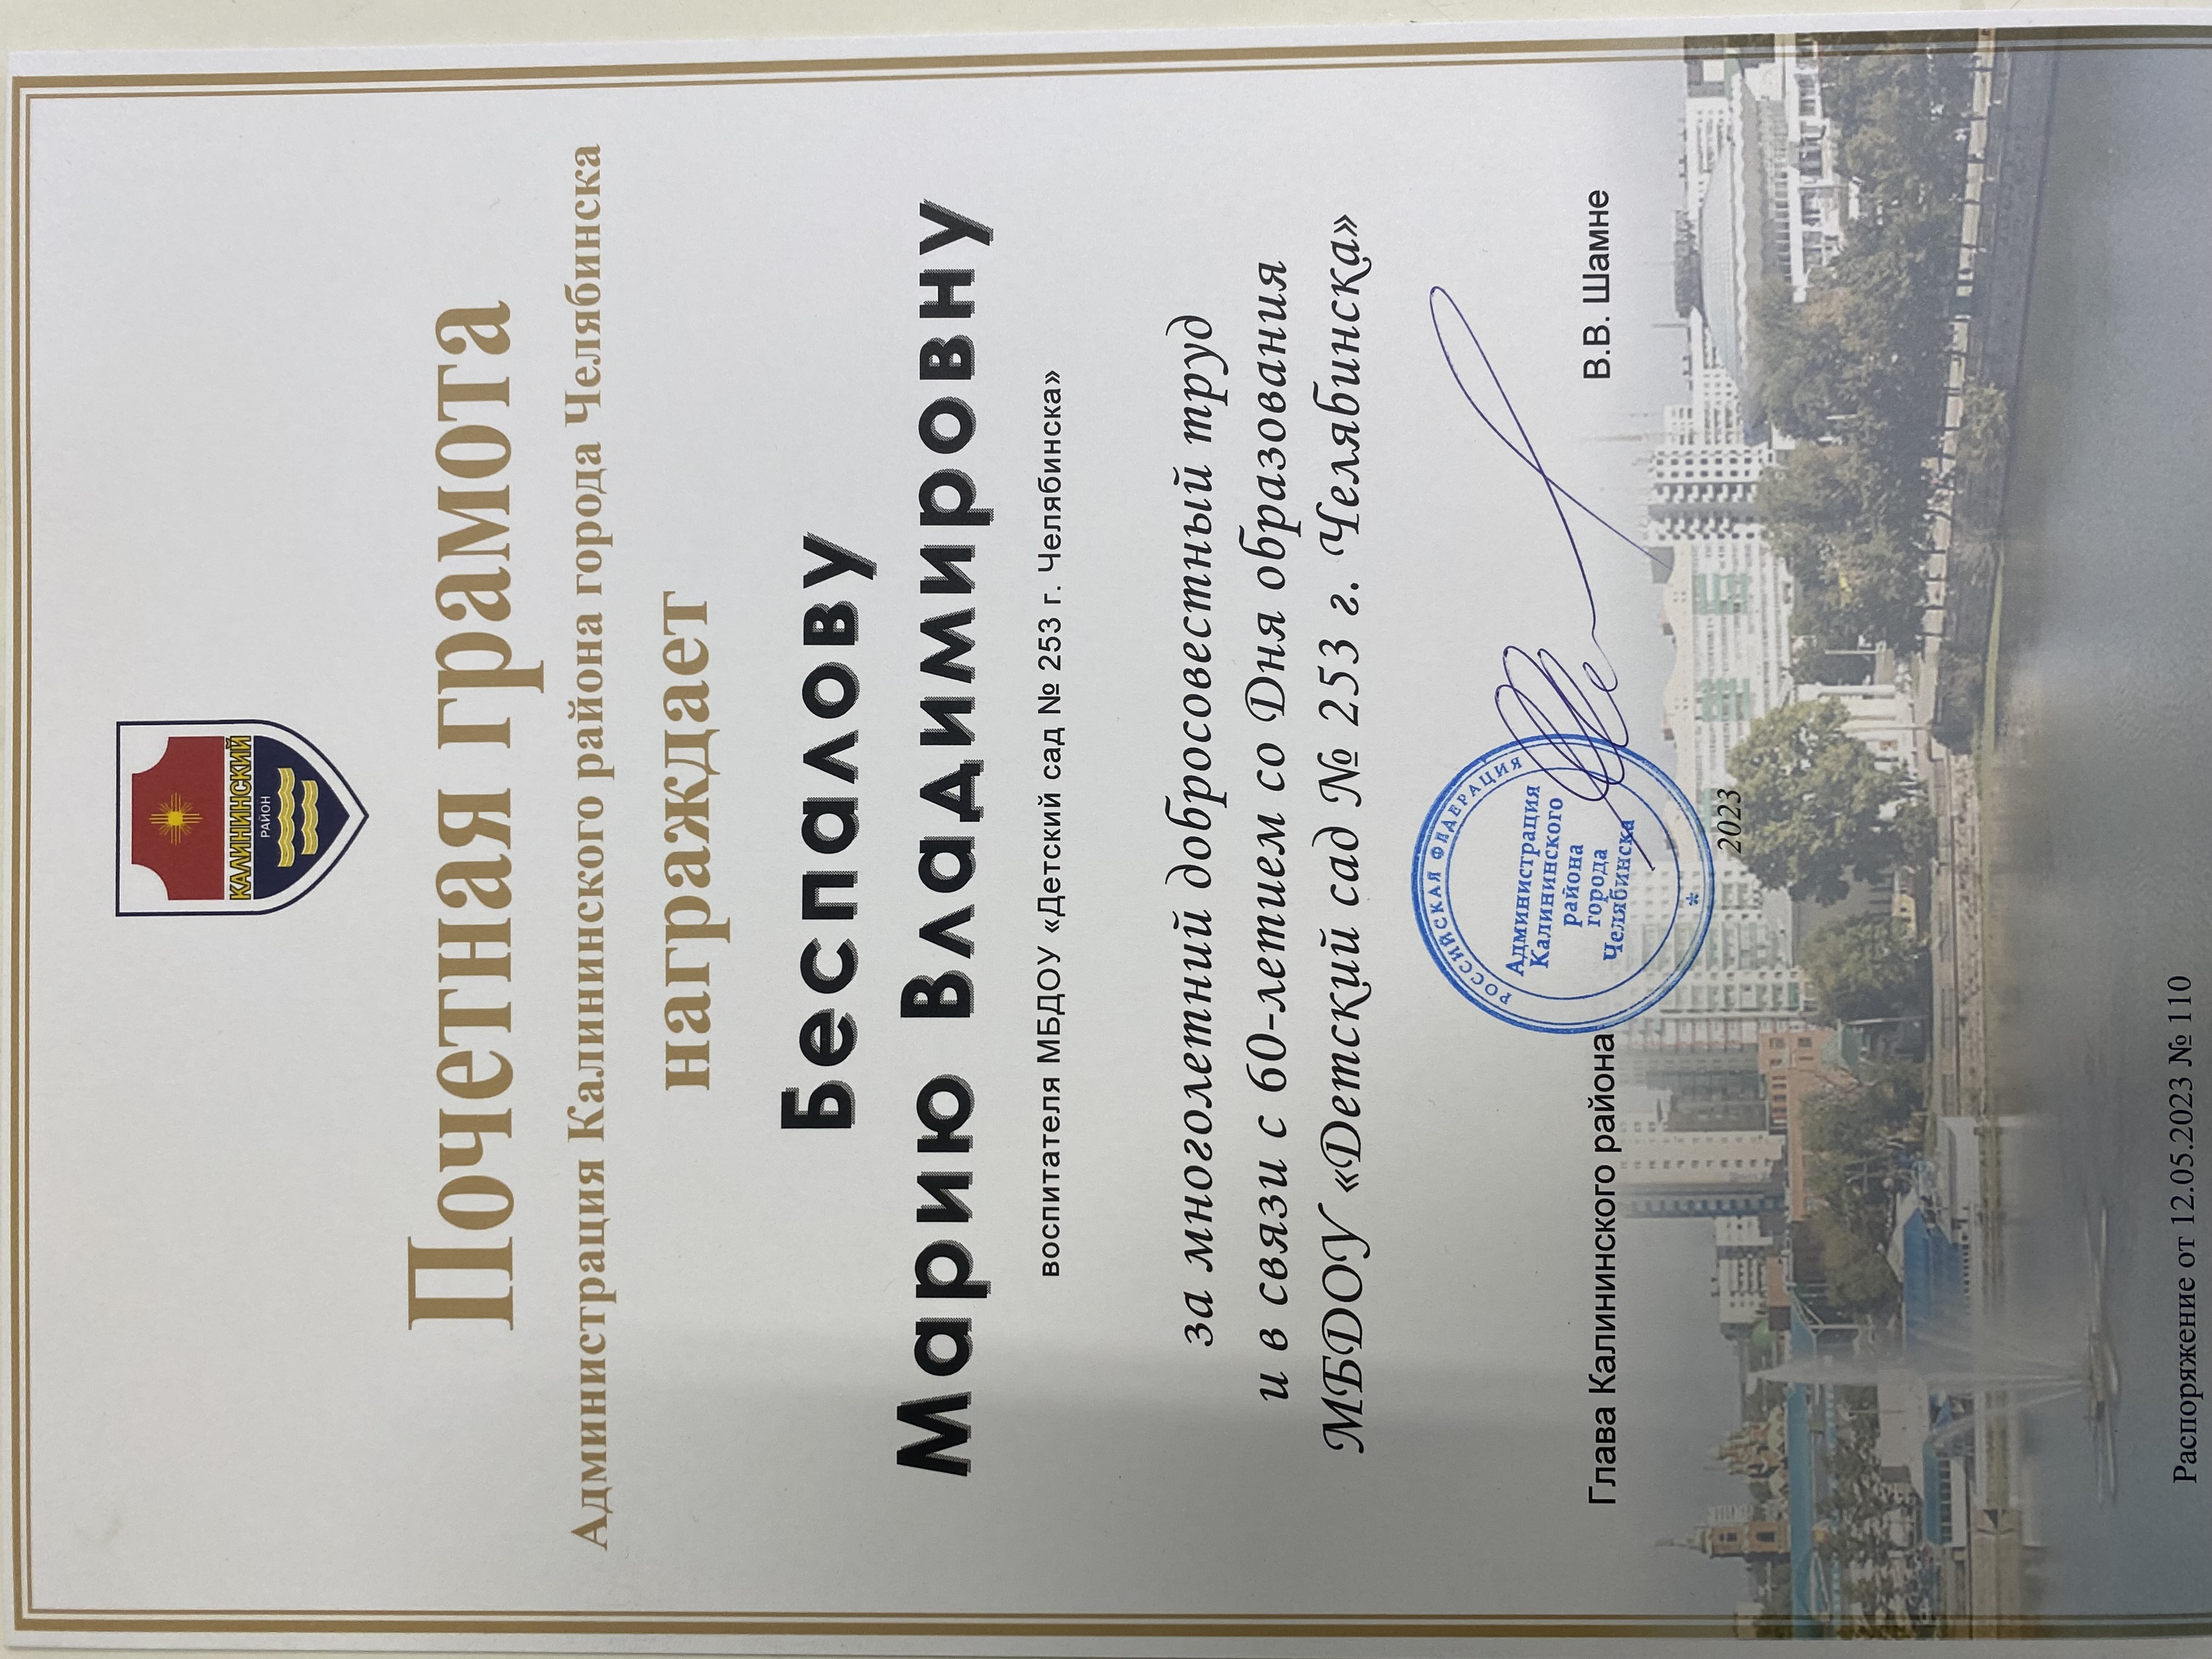 КАЛИНИНСКИЙ
РАЙОН
Почетная грамота
Администрация Калининского района города Челябинска
награждает
Беспалову
Марию Владимировну
воспитателя МБДОУ «Детский сад № 253 г. Челябинска»
за многолетний добросовестный труд
и в связи с 60-летием со Дня образования
МБДОУ «Детский сад № 253 г. Челябинска»
РОССИЙСКАЯ ФЕДЕРАЦИЯ
Администрация
Калининского
района
города
Челябинска
*
Глава Калининского района
В.В. Шамне
2023
Распоряжение от 12.05.2023 № 110